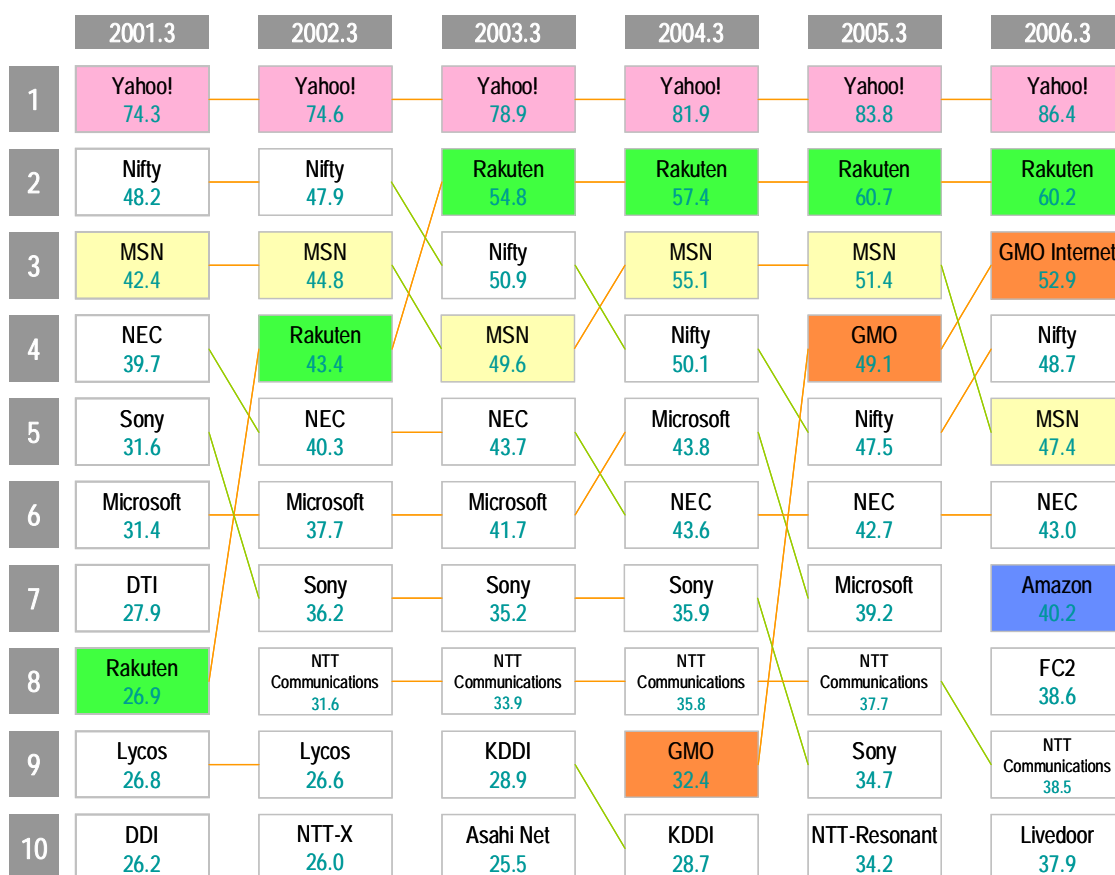 2001.3 2002.3 2003.3 2004.3 2005.3 2006.3
1
Yahoo! Yahoo! Yahoo! Yahoo! Yahoo! Yahoo!
74.3 74.6 78.9 81.9 83.8 86.4
2
Nifty Nifty Rakuten Rakuten Rakuten Rakuten
48.2 47.9 54.8 57.4 60.7 60.2
3
MSN MSN Nifty MSN MSN GMO Internet
42.4 44.8 50.9 55.1 51.4 52.9
4
NEC Rakuten MSN Nifty GMO Nifty
39.7 43.4 49.6 50.1 49.1 48.7
5
Sony NEC NEC Microsoft Nifty MSN
31.6 40.3 43.7 43.8 47.5 47.4
6
Microsoft Microsoft Microsoft NEC NEC NEC
31.4 37.7 41.7 43.6 42.7 43.0
7
DTI Sony Sony Sony Microsoft Amazon
27.9 36.2 35.2 35.9 39.2 40.2
8
Rakuten NTT NTT NTT NTT FC2
Communications Communications Communications Communications
26.9 31.6 33.9 35.8 37.7 38.6
9
Lycos Lycos KDDI GMO Sony NTT
Communications
26.8 26.6 28.9 32.4 34.7 38.5
10
DDI NTT-X Asahi Net KDDI NTT-Resonant Livedoor
26.2 26.0 25.5 28.7 34.2 37.9